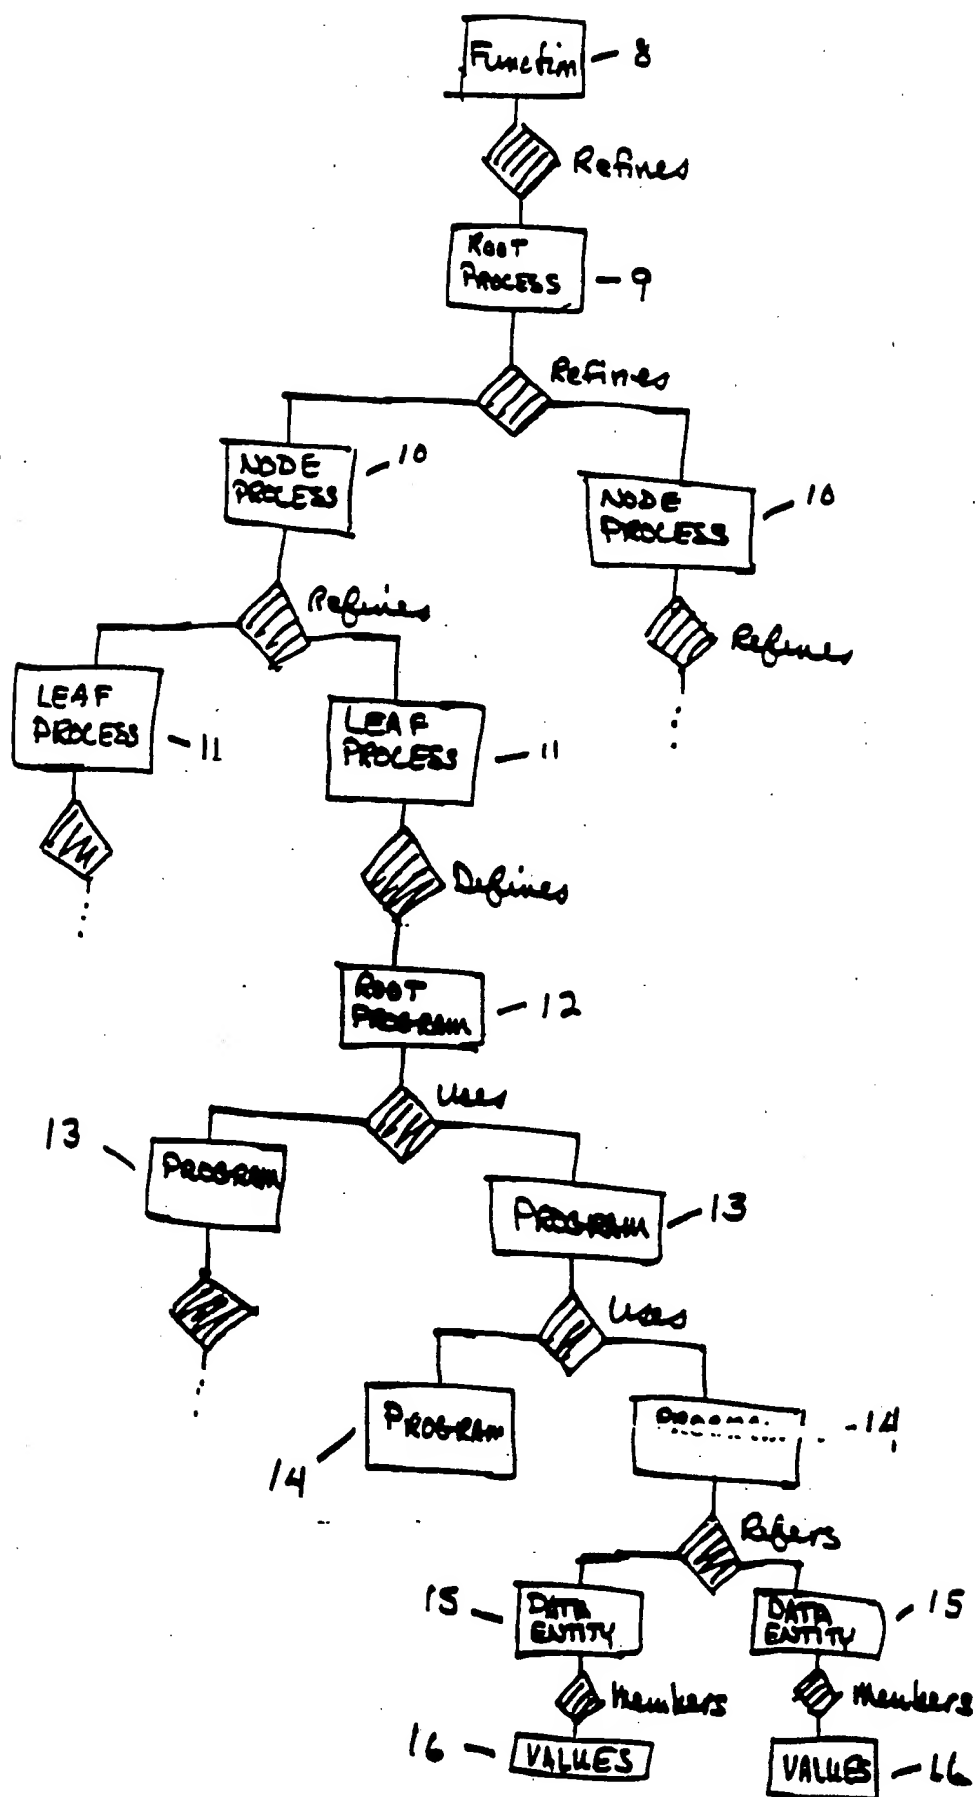 Function
8
Refines
ROOT
PROCESS
9
Refines
NODE
PROCESS
10
NODE
PROCESS
10
Refines
Refines
LEAF
PROCESS
11
LEAF
PROCESS
11
Defines
ROOT
PROGRAM
12
Uses
13
PROGRAM
PROGRAM
13
Uses
PROGRAM
14
14
Refers
15
DATA
ENTITY
DATA
ENTITY
15
Members
Members
16
VALUES
VALUES
16